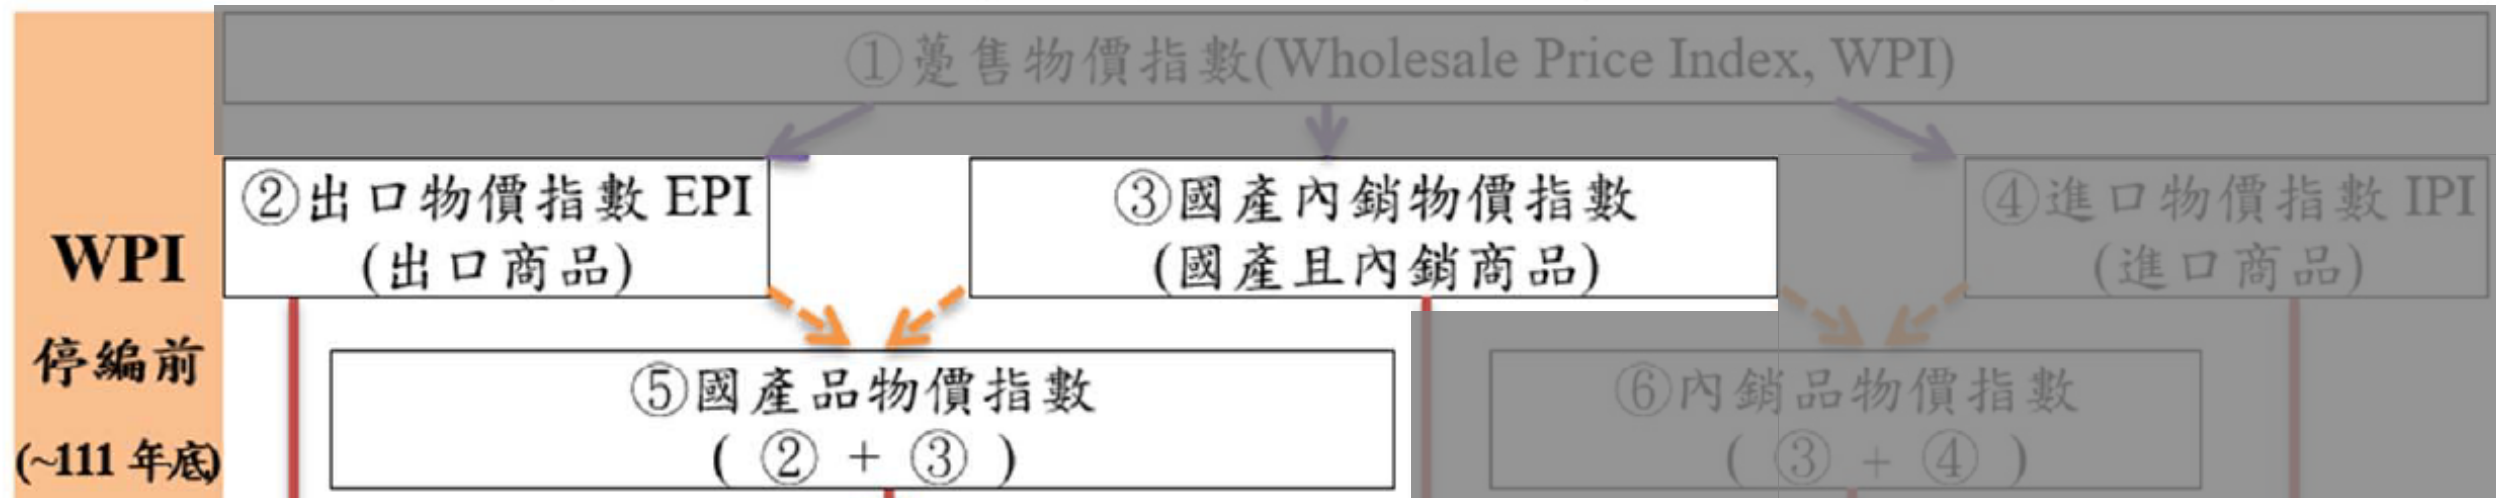 ①躉售物價指數(Wholesale Price Index, WPI)
②出口物價指數 EPI
(出口商品)
③國產內銷物價指數
(國產且內銷商品)
④進口物價指數 IPI
(進口商品)
WPI
停編前
(~111 年底)
⑤國產品物價指數
( ② + ③ )
⑥內銷品物價指數
( ③ + ④ )